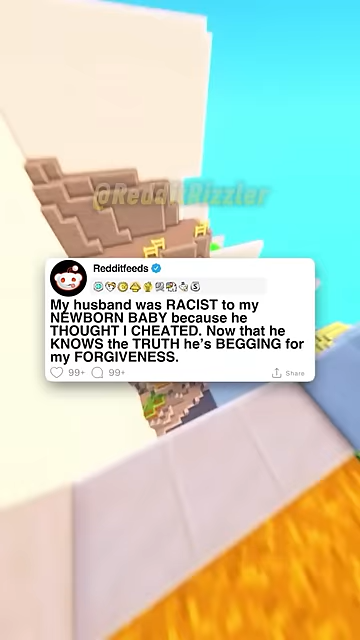 @RedditRizzler
Redditfeeds
My husband was RACIST to my
NEWBORN BABY because he
THOUGHT I CHEATED. Now that he
KNOWS the TRUTH he's BEGGING for
my FORGIVENESS.
99+ 99+ Share